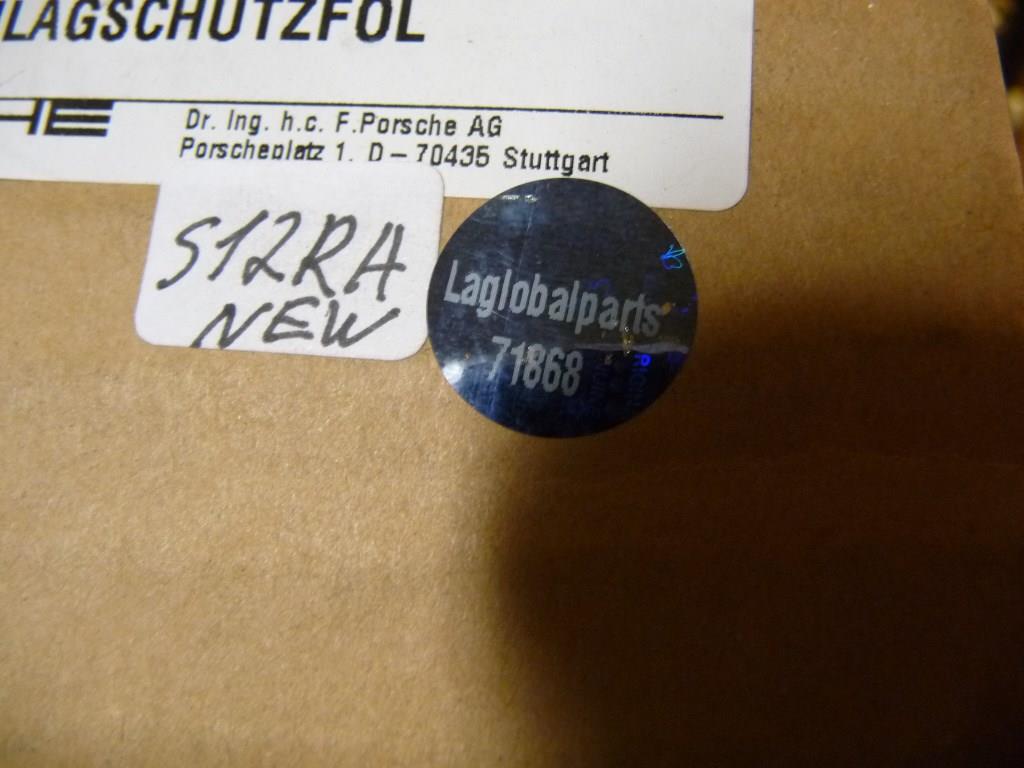 LAGSCHUTZFOL
HE
Dr. Ing. h.c. F.Porsche AG
Porscheplatz 1, D – 70435 Stuttgart
S12RA
NEW
Laglobalparts
71868